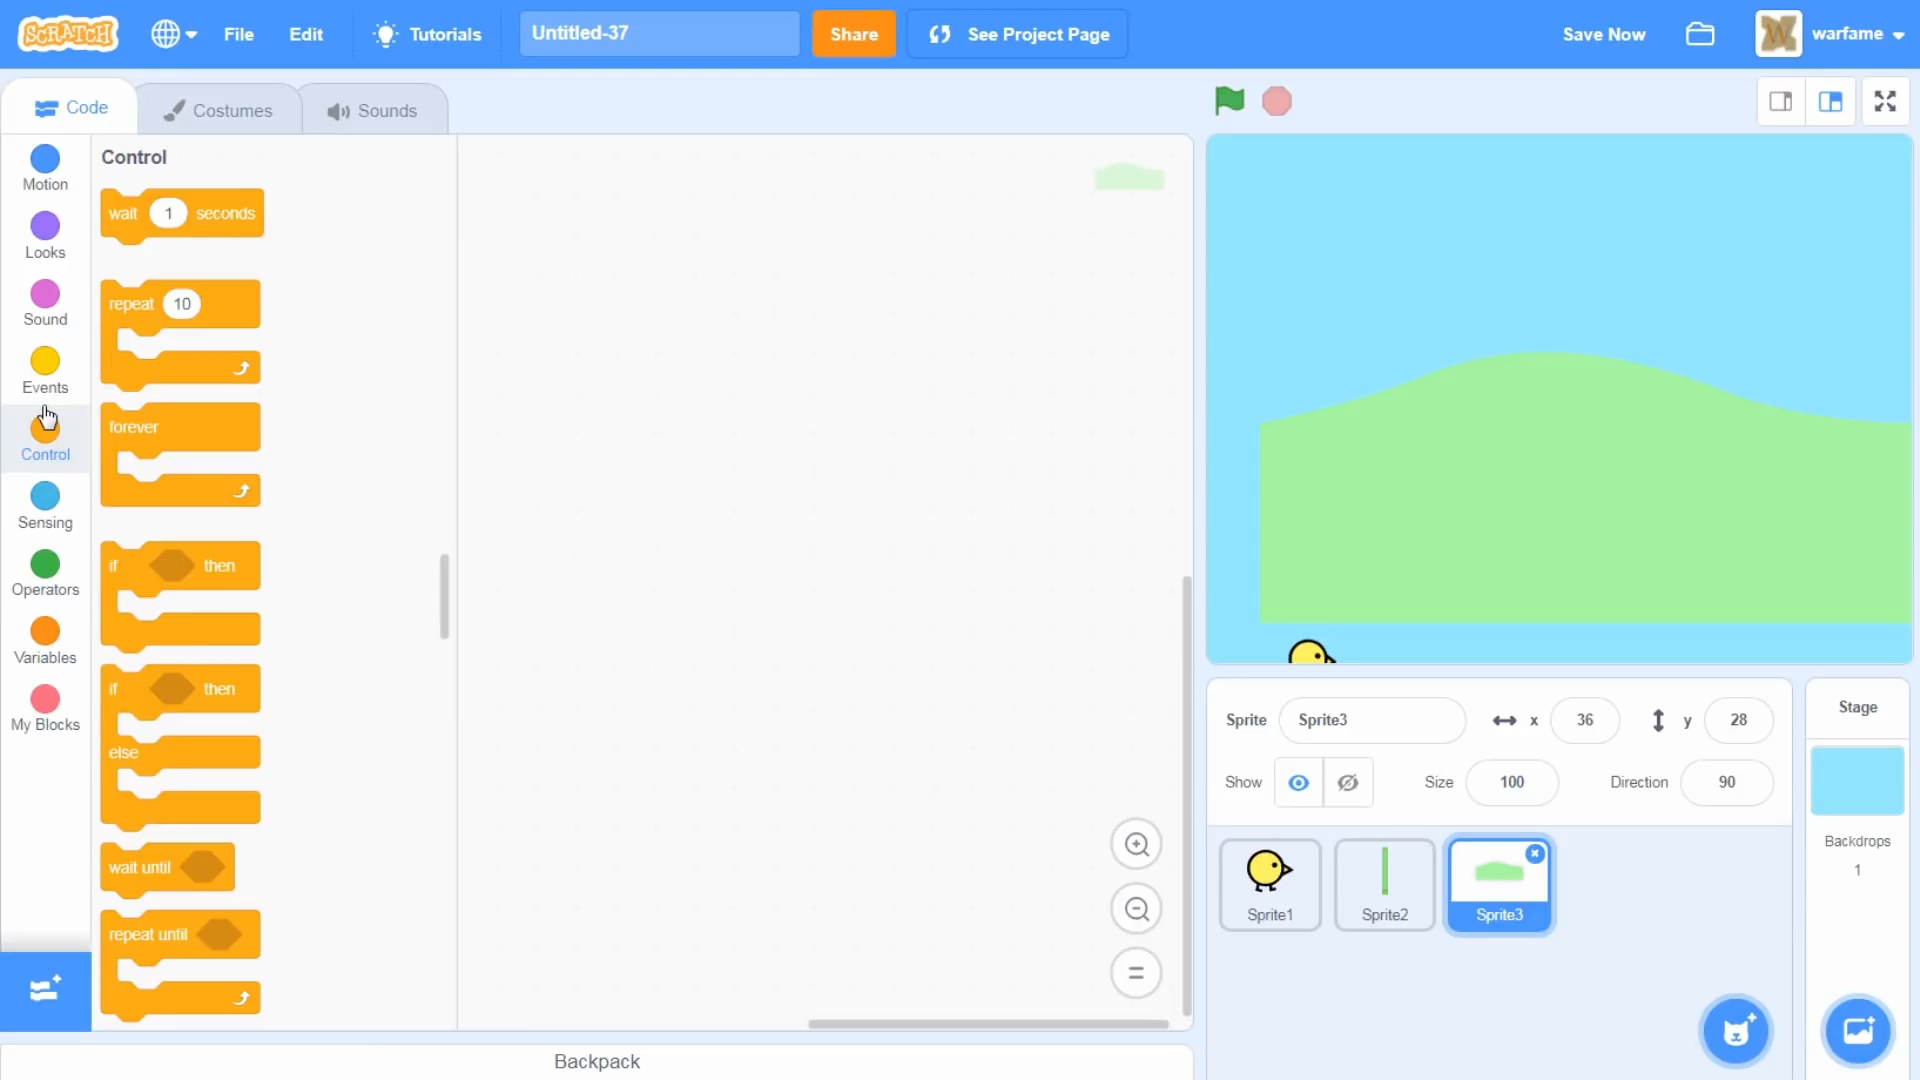 SCRATCH
File
Edit
Tutorials
Untitled-37
Share
See Project Page
Save Now
W
warfame
Code
Costumes
Sounds
Motion
Looks
Sound
Events
Control
Sensing
Operators
Variables
My Blocks
Control
wait 1 seconds
repeat 10
forever
if then
if then
else
wait until
repeat until
Backpack
Sprite Sprite3 x 36 y 28
Show Size 100 Direction 90
Sprite1
Sprite2
Sprite3
Stage
Backdrops
1